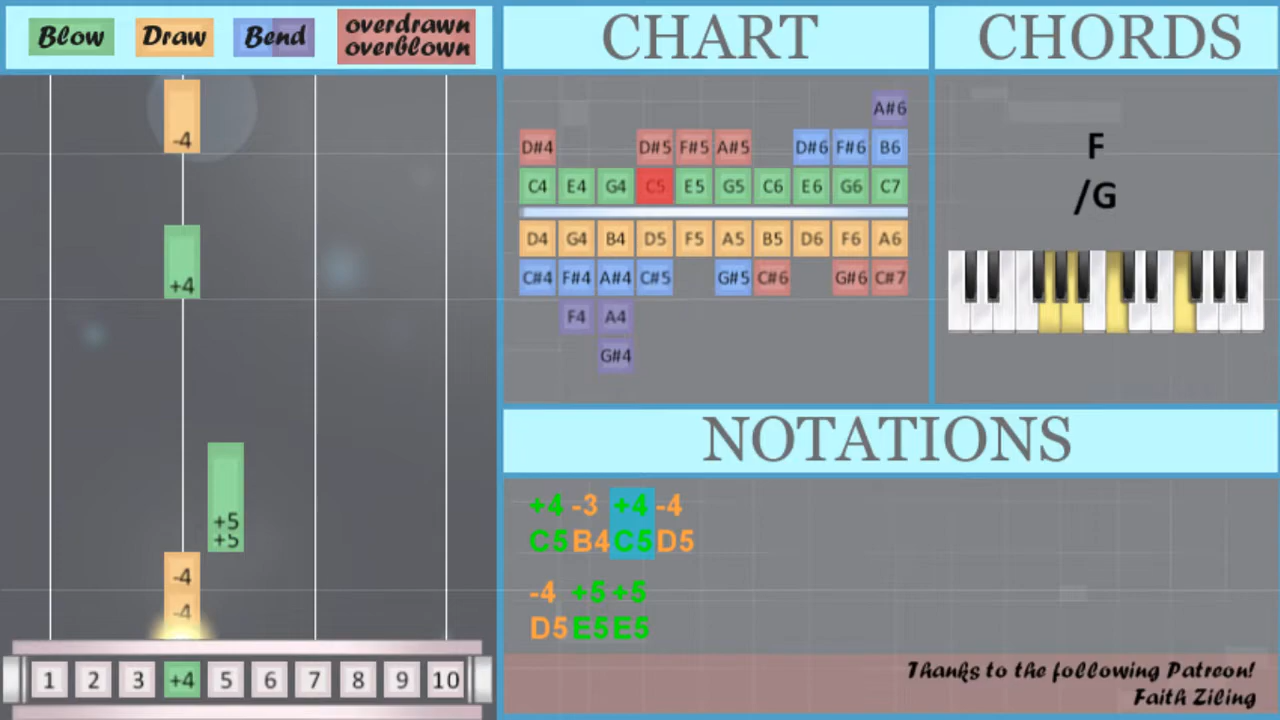 Blow Draw Bend overdrawn
overblown
CHART
CHORDS
-4
+4
+5
+5
-4
-4
1 2 3 +4 5 6 7 8 9 10
A#6
D#4 D#5 F#5 A#5 D#6 F#6 B6
C4 E4 G4 C5 E5 G5 C6 E6 G6 C7
D4 G4 B4 D5 F5 A5 B5 D6 F6 A6
C#4 F#4 A#4 C#5 G#5 C#6 G#6 C#7
F4 A4
G#4
F
/G
NOTATIONS
+4 -3 +4 -4
C5 B4 C5 D5
-4 +5 +5
D5 E5 E5
Thanks to the following Patreon!
Faith Ziling